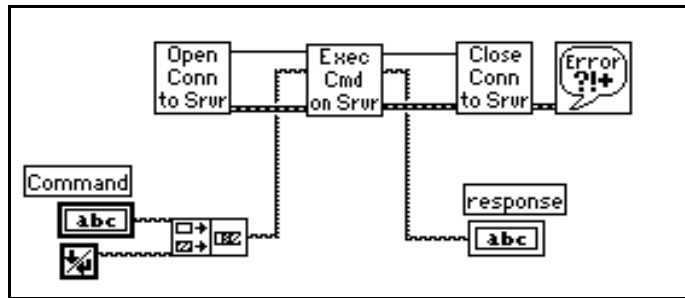 Open
Conn
to Srvr
Exec
Cmd
on Srvr
Close
Conn
to Srvr
Error
?!+
Command
abc
response
abc